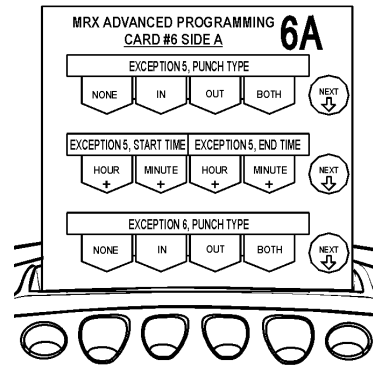 MRX ADVANCED PROGRAMMING
CARD #6 SIDE A
6A
EXCEPTION 5, PUNCH TYPE
NONE IN OUT BOTH NEXT
EXCEPTION 5, START TIME EXCEPTION 5, END TIME
HOUR MINUTE HOUR MINUTE NEXT
+ + + +
EXCEPTION 6, PUNCH TYPE
NONE IN OUT BOTH NEXT